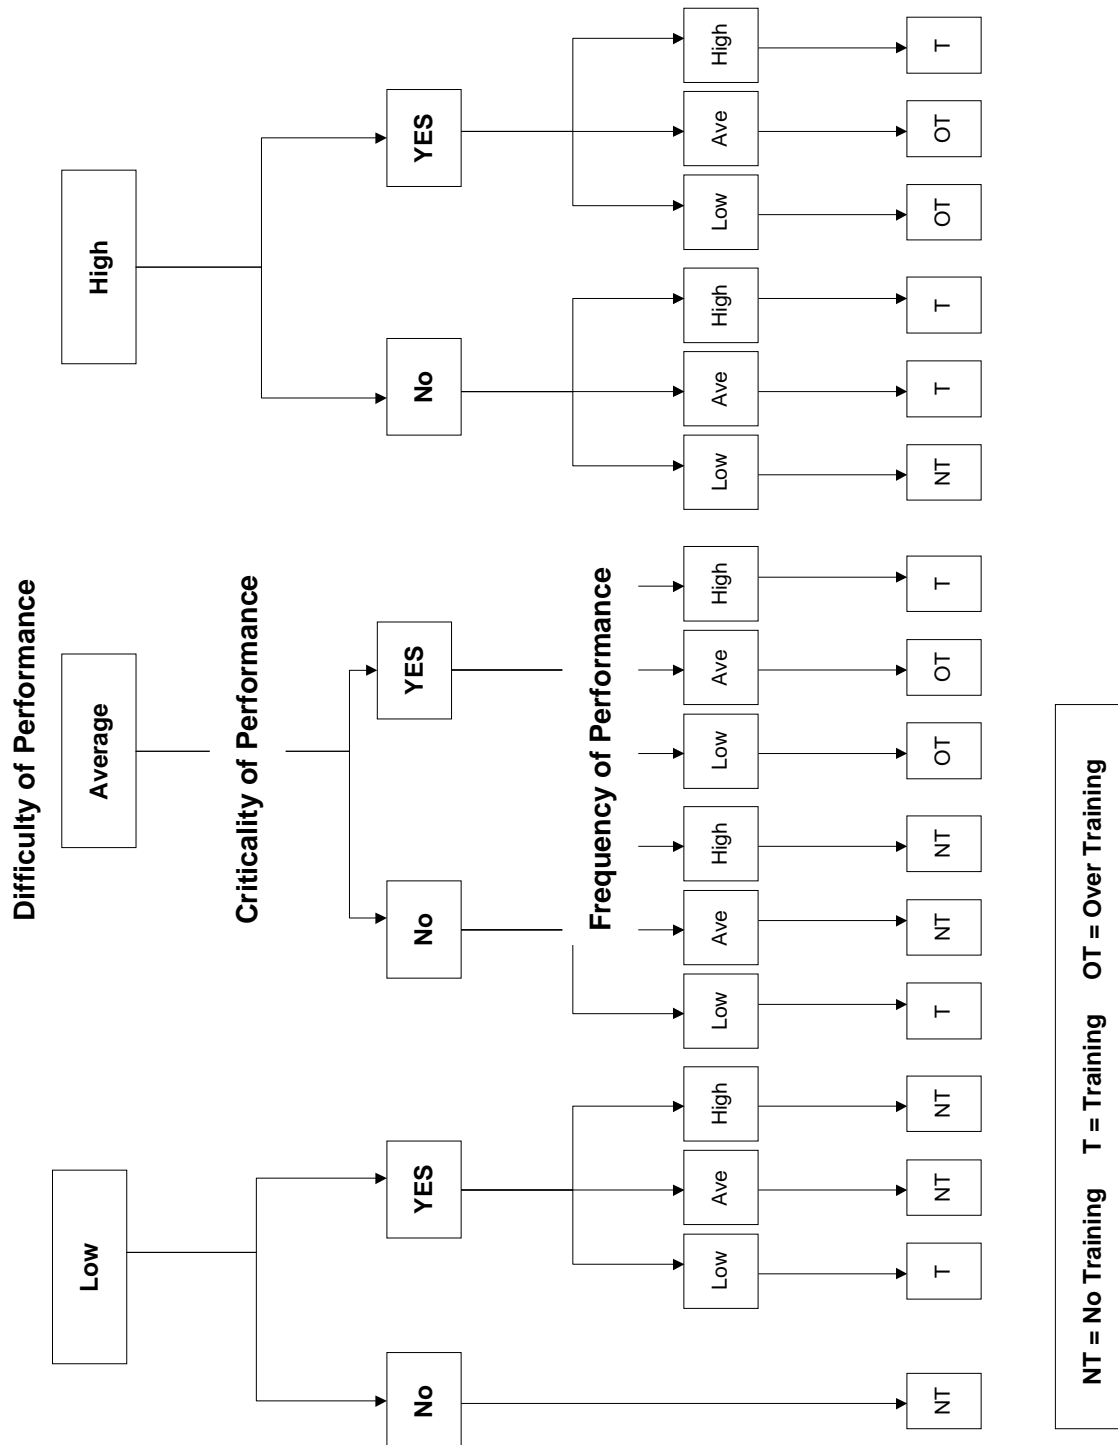 Difficulty of Performance
Low
Average
High
Criticality of Performance
No
YES
No
YES
No
YES
Frequency of Performance
Low
Ave
High
Low
Ave
High
Low
Ave
High
Low
Ave
High
Low
Ave
High
NT
T
NT
NT
T
NT
NT
OT
OT
T
NT
T
T
OT
OT
T
NT = No Training T = Training OT = Over Training